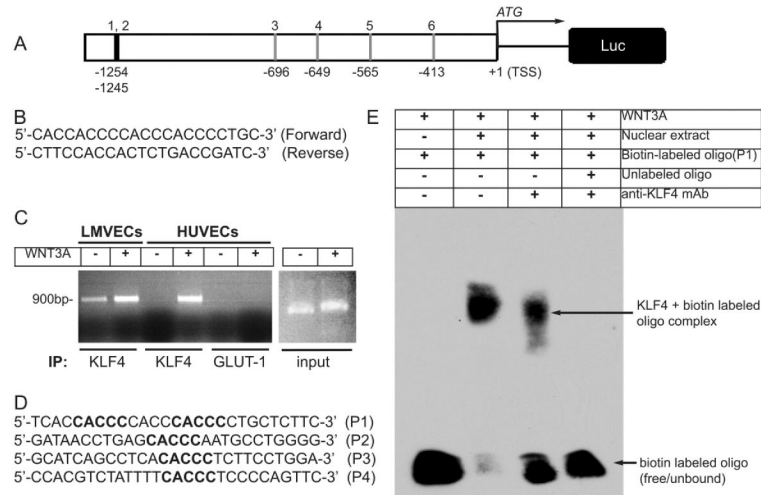 A
1, 2 3 4 5 6 ATG
Luc
-1254 -696 -649 -565 -413 +1 (TSS)
-1245
B
5'-CACCACCCCACCCACCCCTGC-3' (Forward)
5'-CTTCCACCACTCTGACCGATC-3' (Reverse)
C
LMVECs HUVECs
WNT3A - + - + - + - +
900bp-
IP: KLF4 KLF4 GLUT-1 input
D
5'-TCACCACCCCACCCACCCCTGCTCTTC-3' (P1)
5'-GATAACCTGAGCACCCAATGCCTGGGG-3' (P2)
5'-GCATCAGCCTCACACCCTCTTCCTGGA-3' (P3)
5'-CCACGTCTATTTTCACCCTCCCCAGTTC-3' (P4)
E
+ + + + WNT3A
- + + + Nuclear extract
+ + + + Biotin-labeled oligo(P1)
- - - + Unlabeled oligo
- - + + anti-KLF4 mAb
KLF4 + biotin labeled
oligo complex
biotin labeled oligo
(free/unbound)